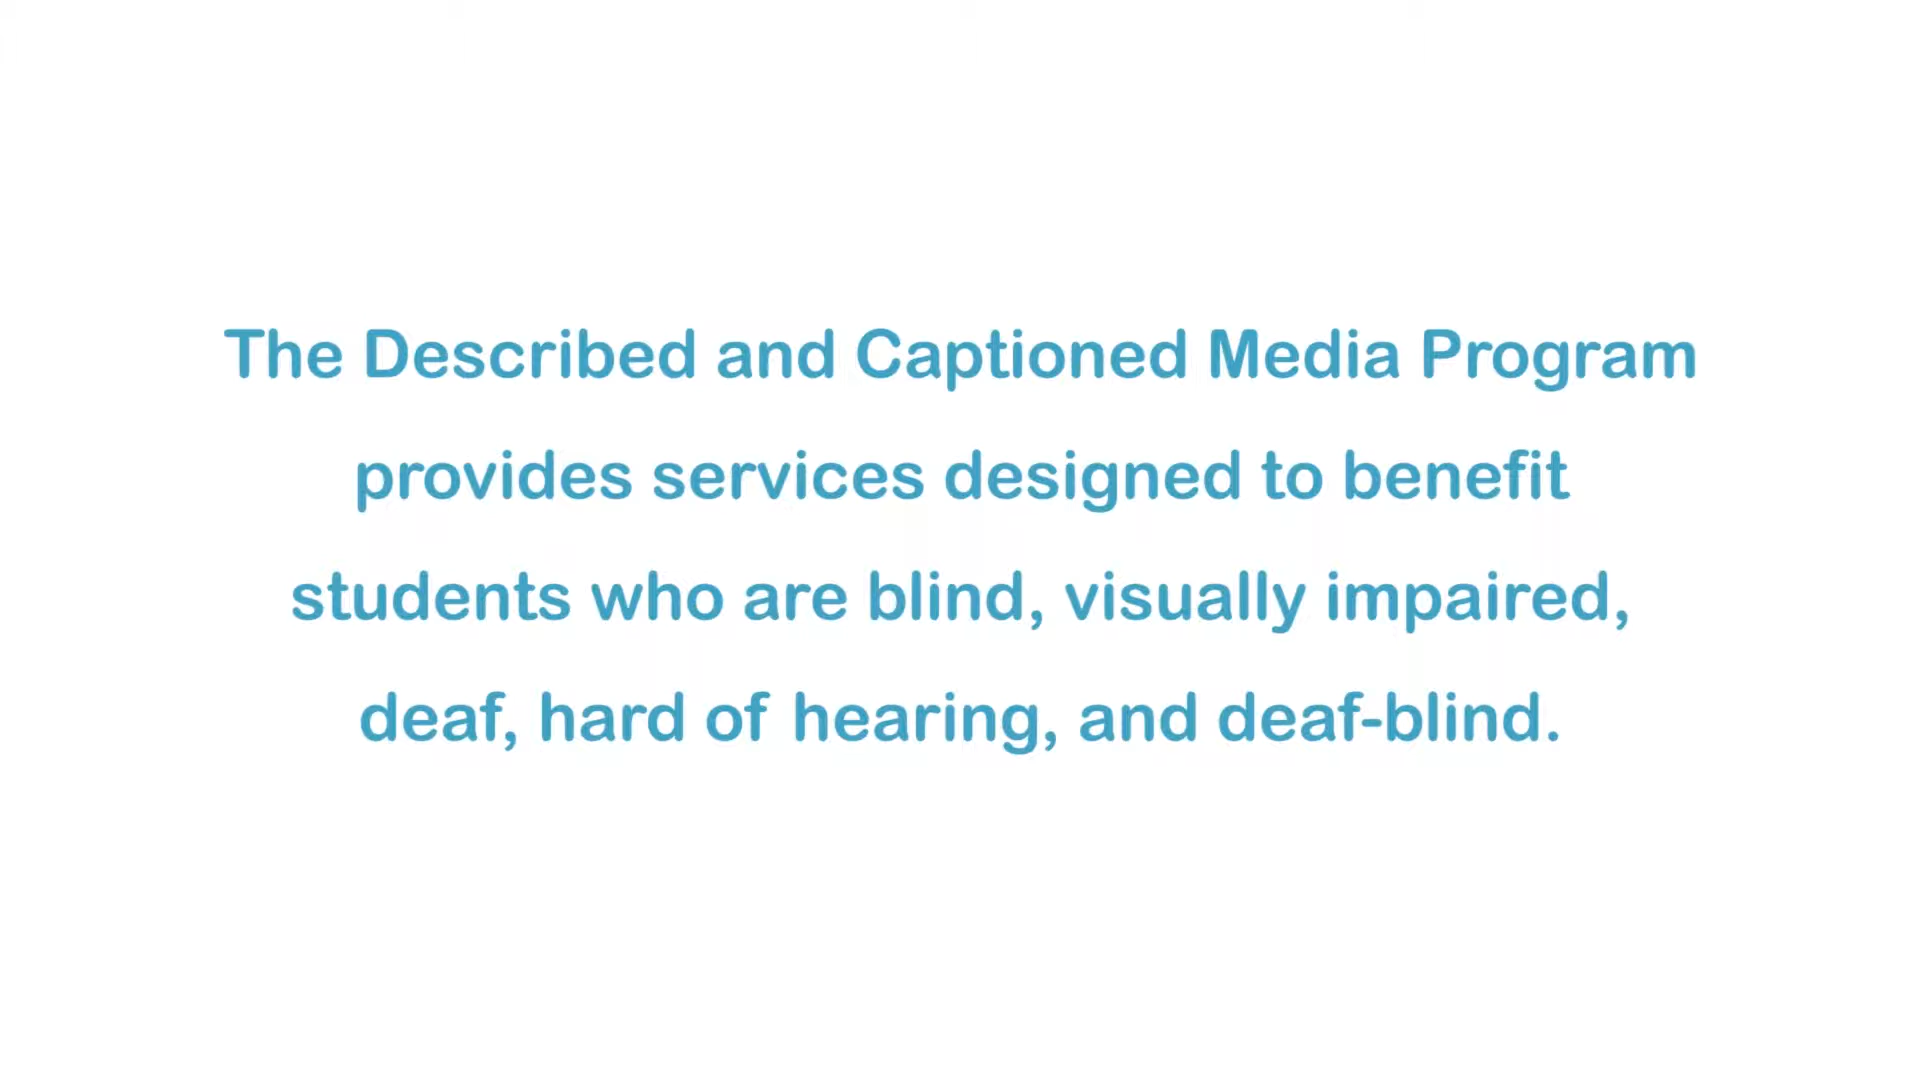 The Described and Captioned Media Program
provides services designed to benefit
students who are blind, visually impaired,
deaf, hard of hearing, and deaf-blind.